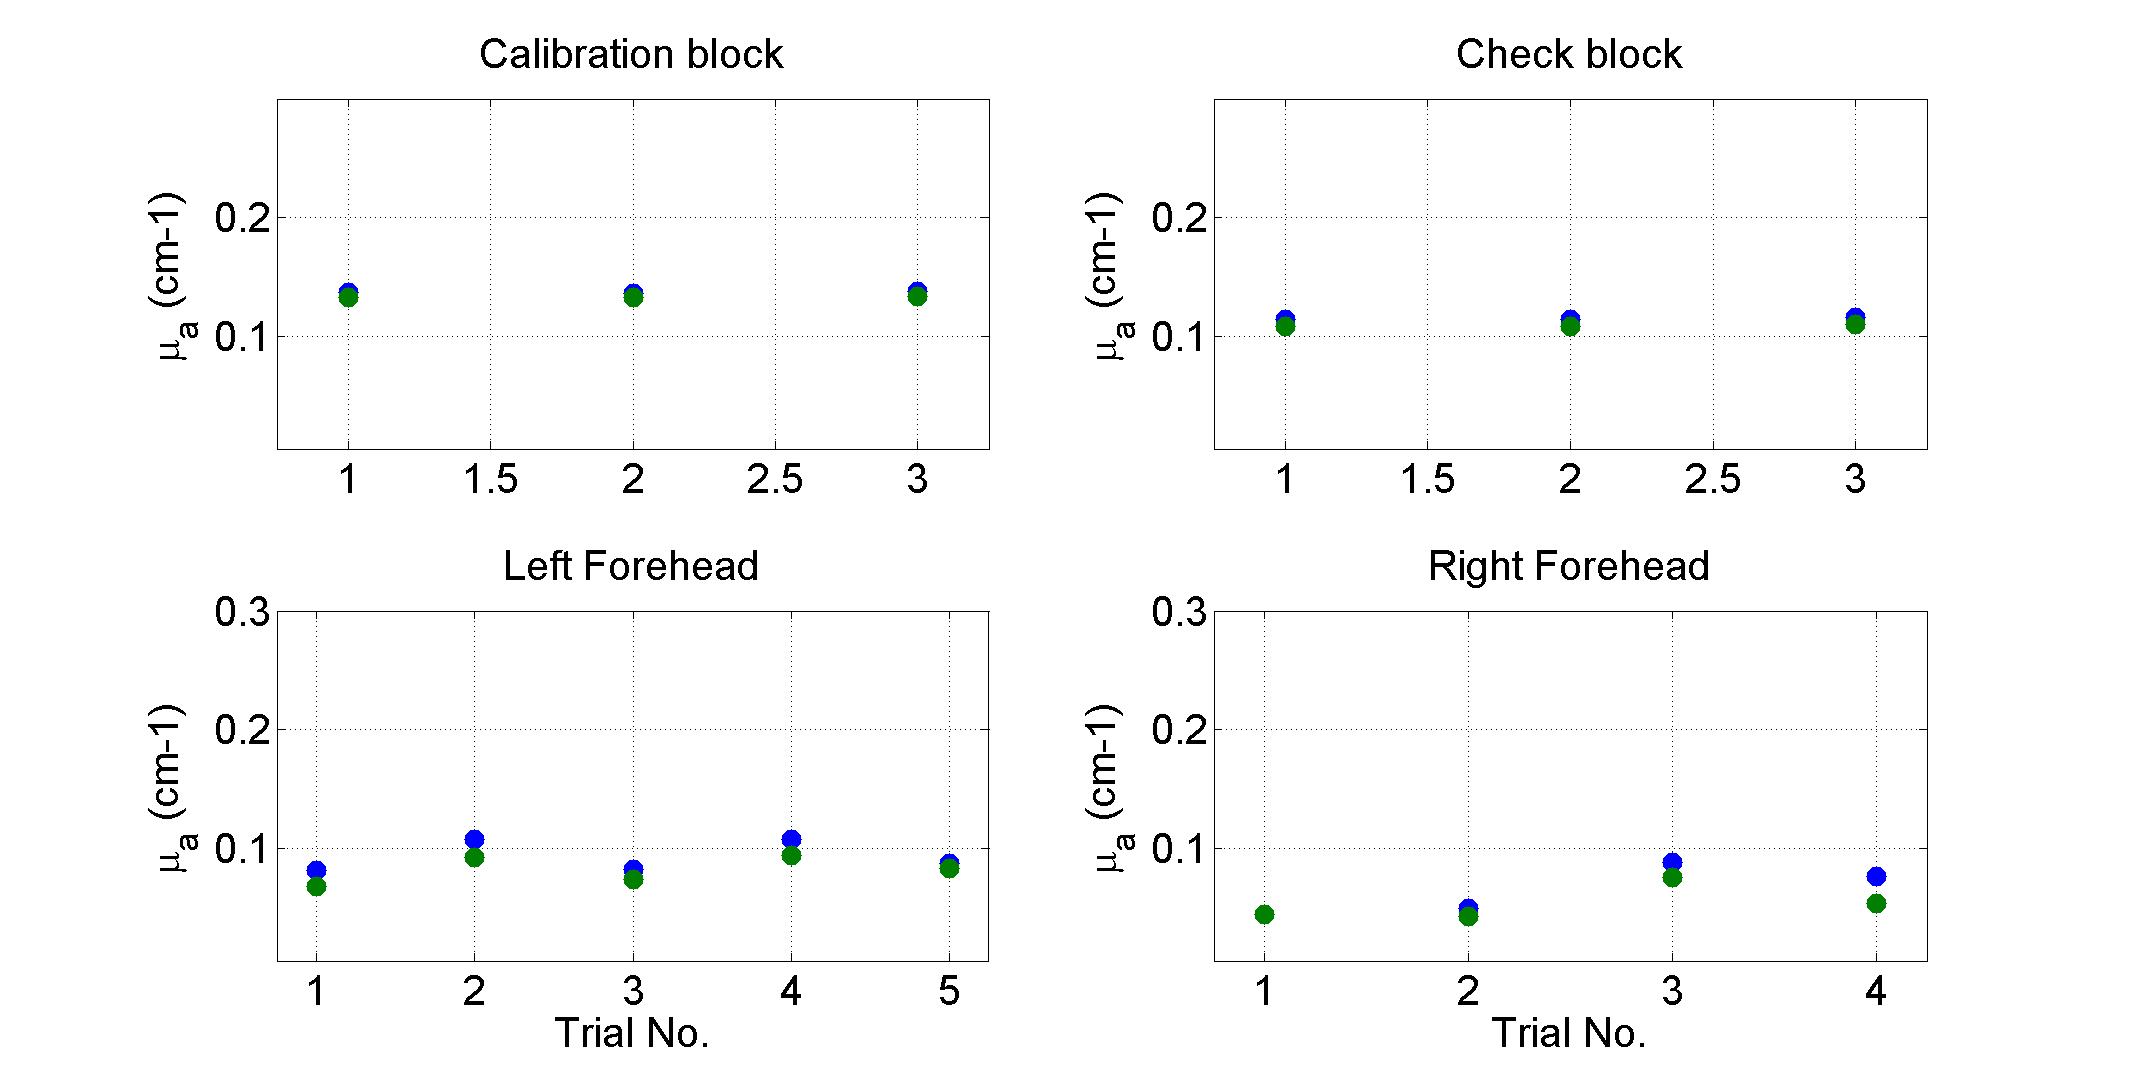 Calibration block
μa (cm-1)
0.2
0.1
1 1.5 2 2.5 3
Check block
μa (cm-1)
0.2
0.1
1 1.5 2 2.5 3
Left Forehead
μa (cm-1)
0.3
0.2
0.1
1 2 3 4 5
Trial No.
Right Forehead
μa (cm-1)
0.3
0.2
0.1
1 2 3 4
Trial No.